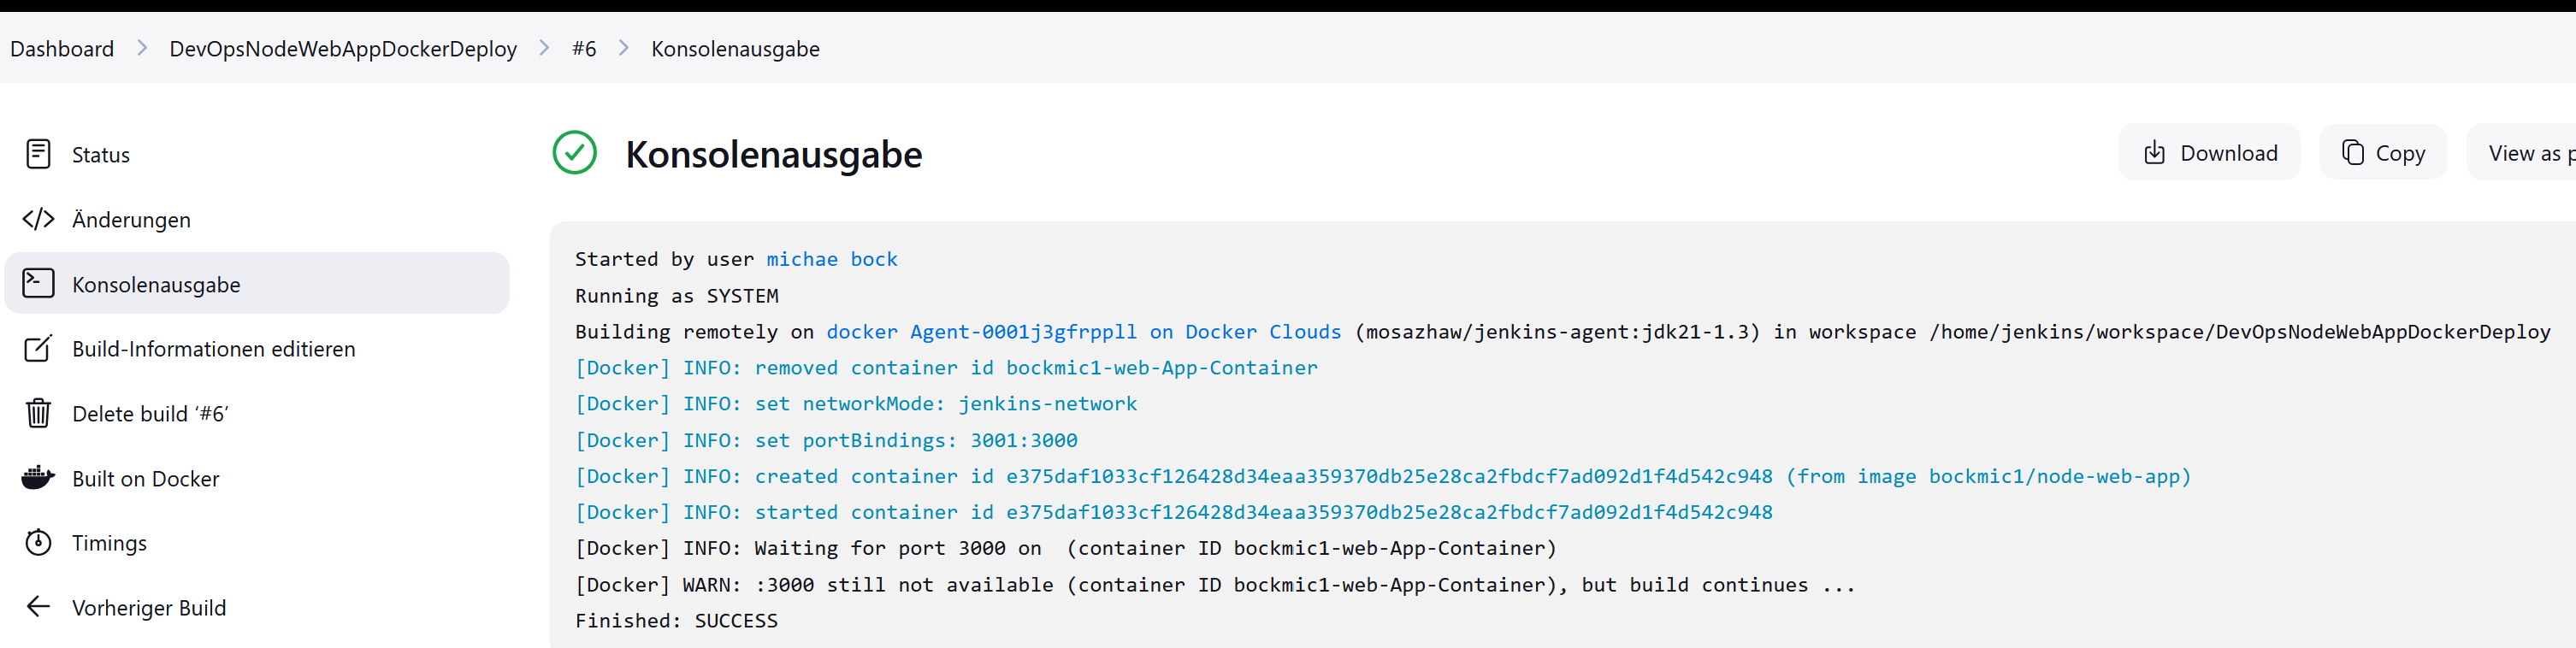 Dashboard > DevOpsNodeWebAppDockerDeploy > #6 > Konsolenausgabe
Status
Änderungen
Konsolenausgabe
Build-Informationen editieren
Delete build ‘#6’
Built on Docker
Timings
Vorheriger Build
Konsolenausgabe
Download
Copy
View as p
Started by user michae bock
Running as SYSTEM
Building remotely on docker Agent-0001j3gfrppll on Docker Clouds (mosazhaw/jenkins-agent:jdk21-1.3) in workspace /home/jenkins/workspace/DevOpsNodeWebAppDockerDeploy
[Docker] INFO: removed container id bockmic1-web-App-Container
[Docker] INFO: set networkMode: jenkins-network
[Docker] INFO: set portBindings: 3001:3000
[Docker] INFO: created container id e375daf1033cf126428d34eaa359370db25e28ca2fbdcf7ad092d1f4d542c948 (from image bockmic1/node-web-app)
[Docker] INFO: started container id e375daf1033cf126428d34eaa359370db25e28ca2fbdcf7ad092d1f4d542c948
[Docker] INFO: Waiting for port 3000 on  (container ID bockmic1-web-App-Container)
[Docker] WARN: :3000 still not available (container ID bockmic1-web-App-Container), but build continues ...
Finished: SUCCESS